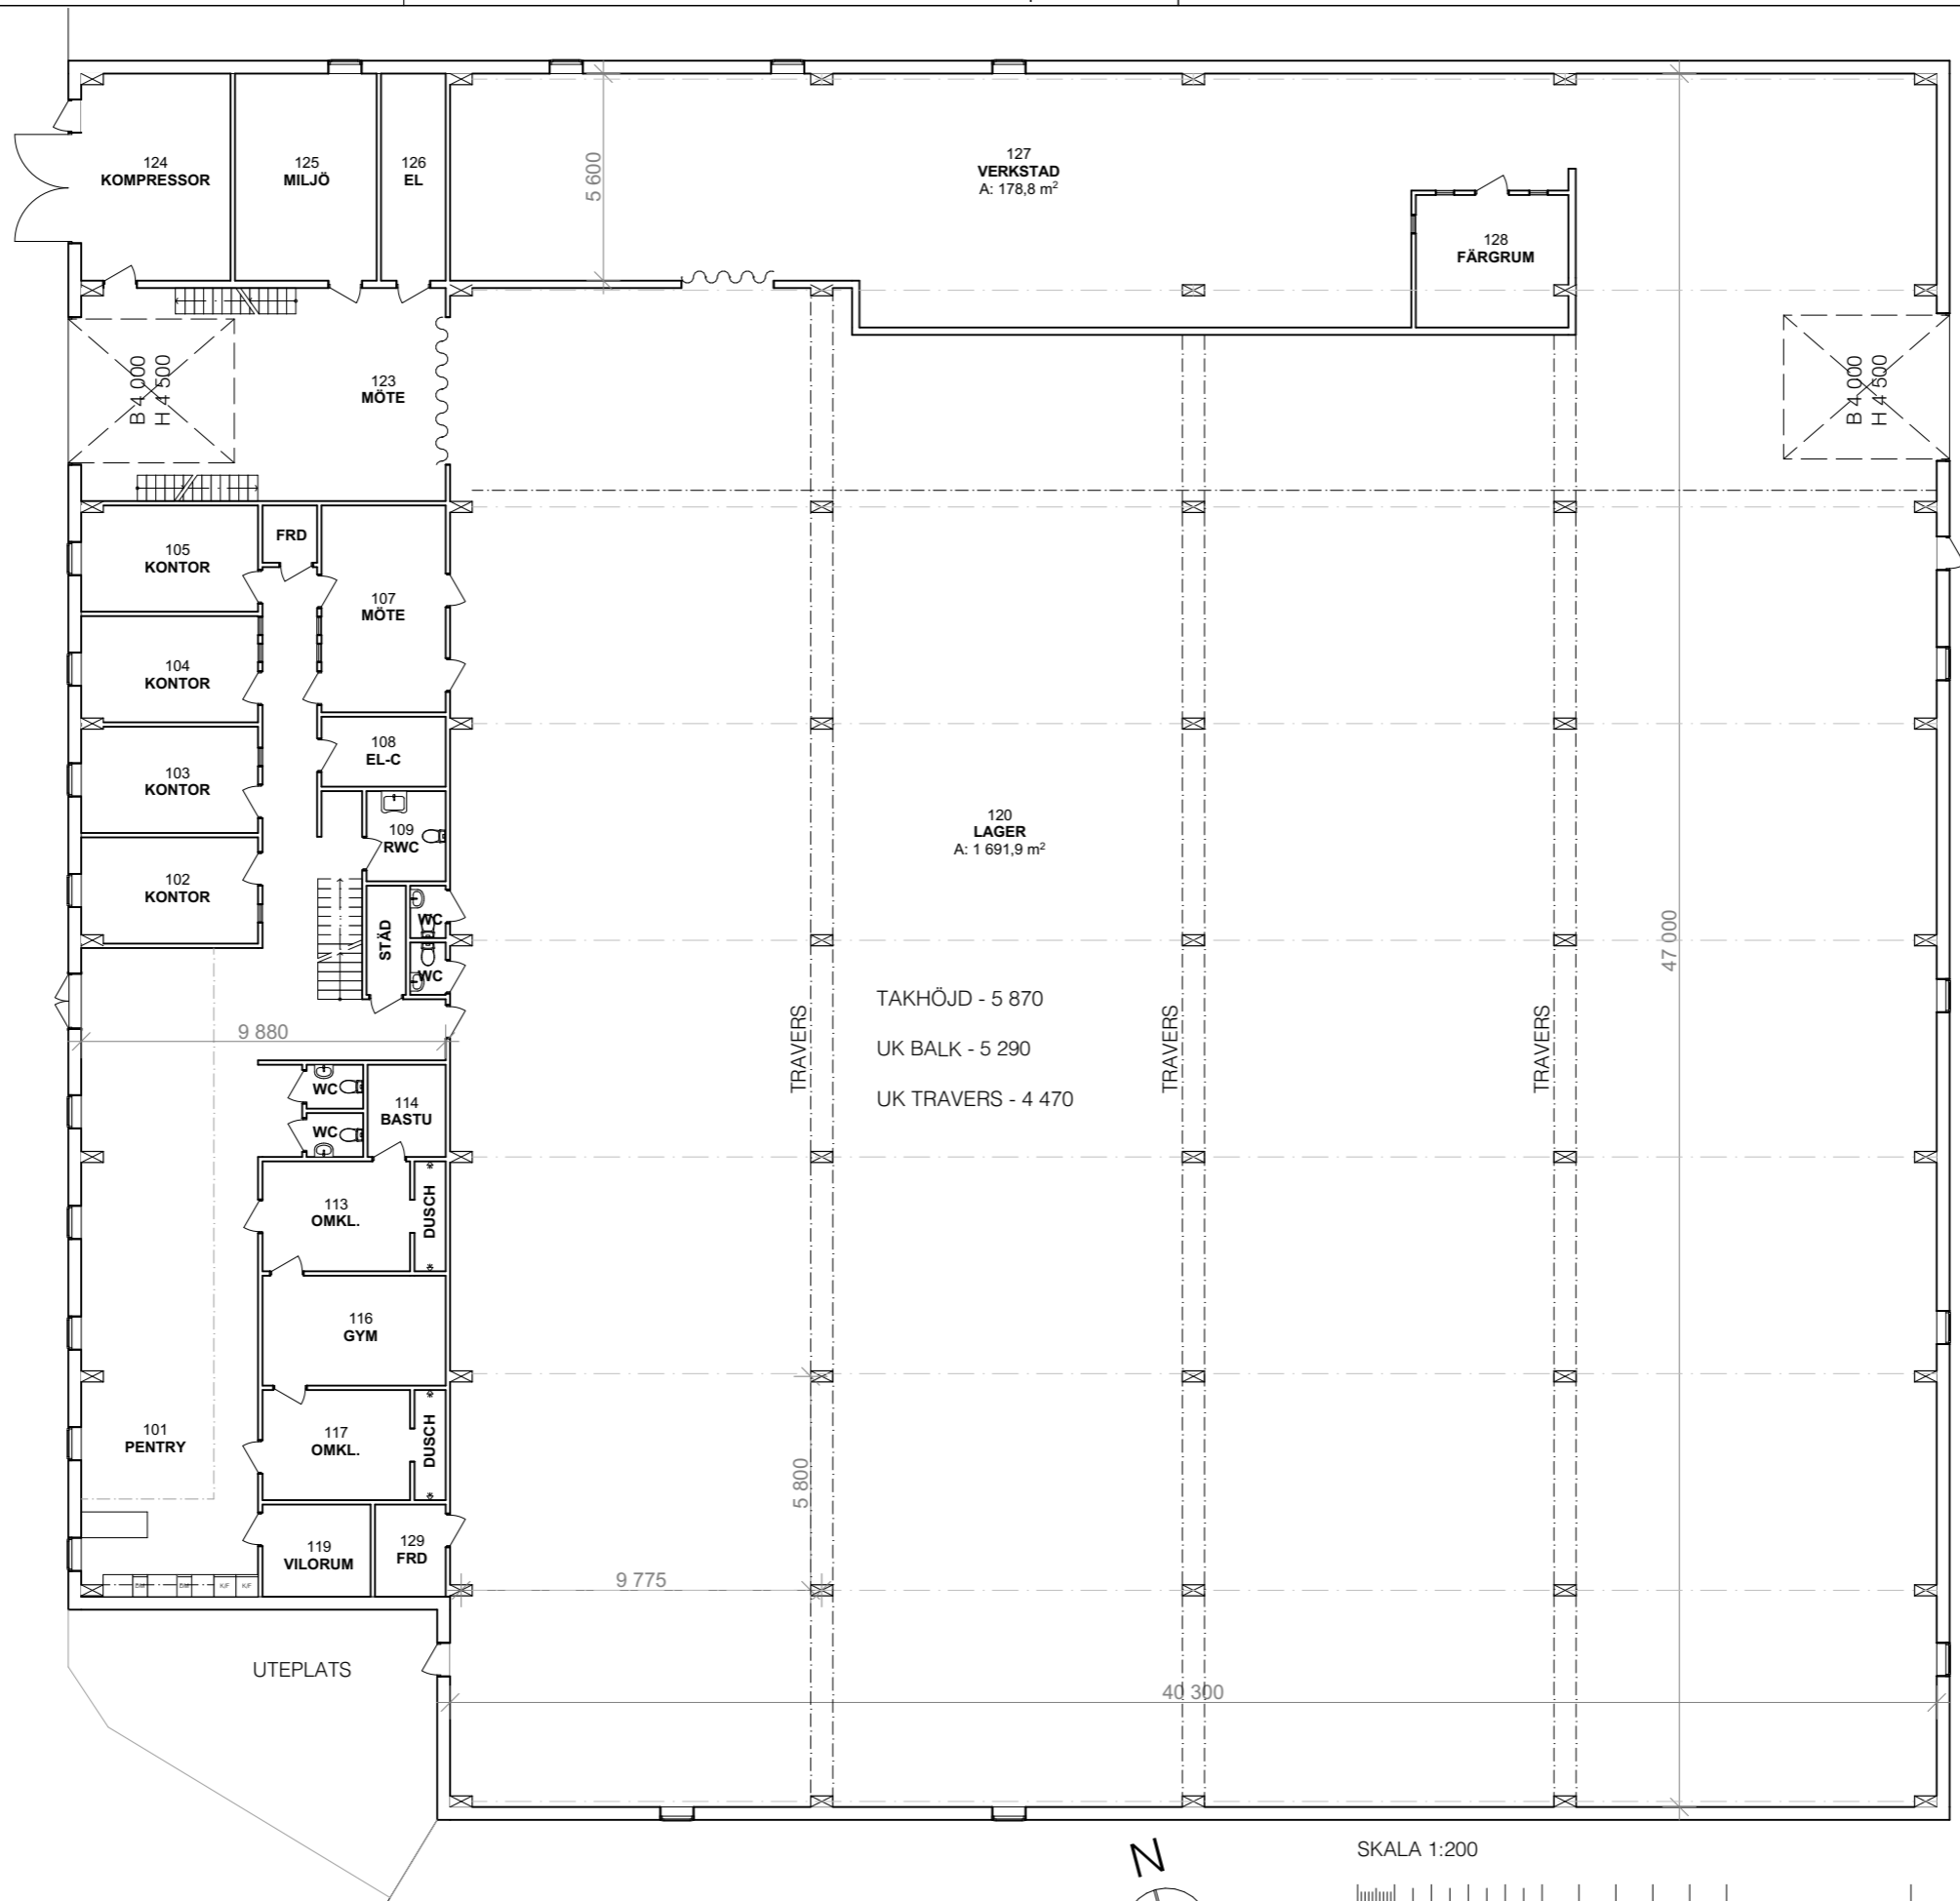 124
KOMPRESSOR
125
MILJÖ
126
EL
5 600
127
VERKSTAD
A: 178,8 m²
128
FÄRGRUM
B 4 000
H 4 500
123
MÖTE
B 4 000
H 4 500
105
KONTOR
FRD
107
MÖTE
104
KONTOR
103
KONTOR
108
EL-C
109
RWC
102
KONTOR
STÄD
WC
WC
120
LAGER
A: 1 691,9 m²
47 000
TAKHÖJD - 5 870
UK BALK - 5 290
UK TRAVERS - 4 470
TRAVERS
TRAVERS
TRAVERS
9 880
WC
WC
114
BASTU
113
OMKL.
DUSCH
116
GYM
101
PENTRY
117
OMKL.
DUSCH
5 800
119
VILORUM
129
FRD
K/F
K/F
9 775
UTEPLATS
40 300
N
SKALA 1:200